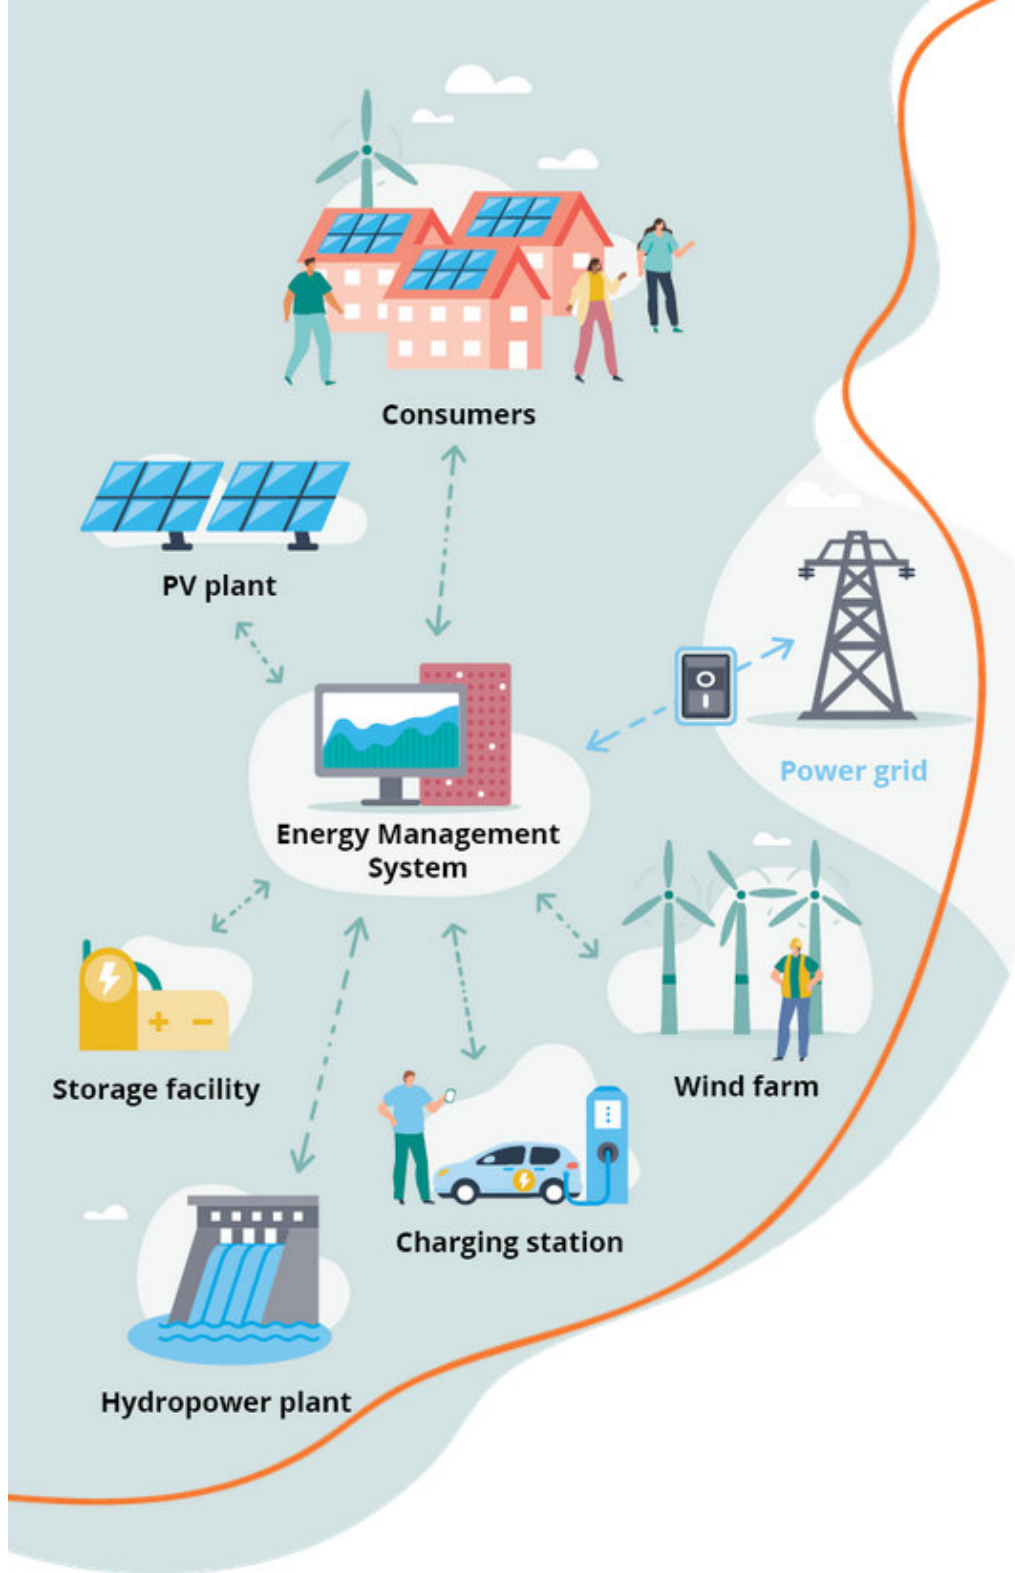 Consumers
PV plant
Power grid
Energy Management
System
Storage facility
Wind farm
Charging station
Hydropower plant